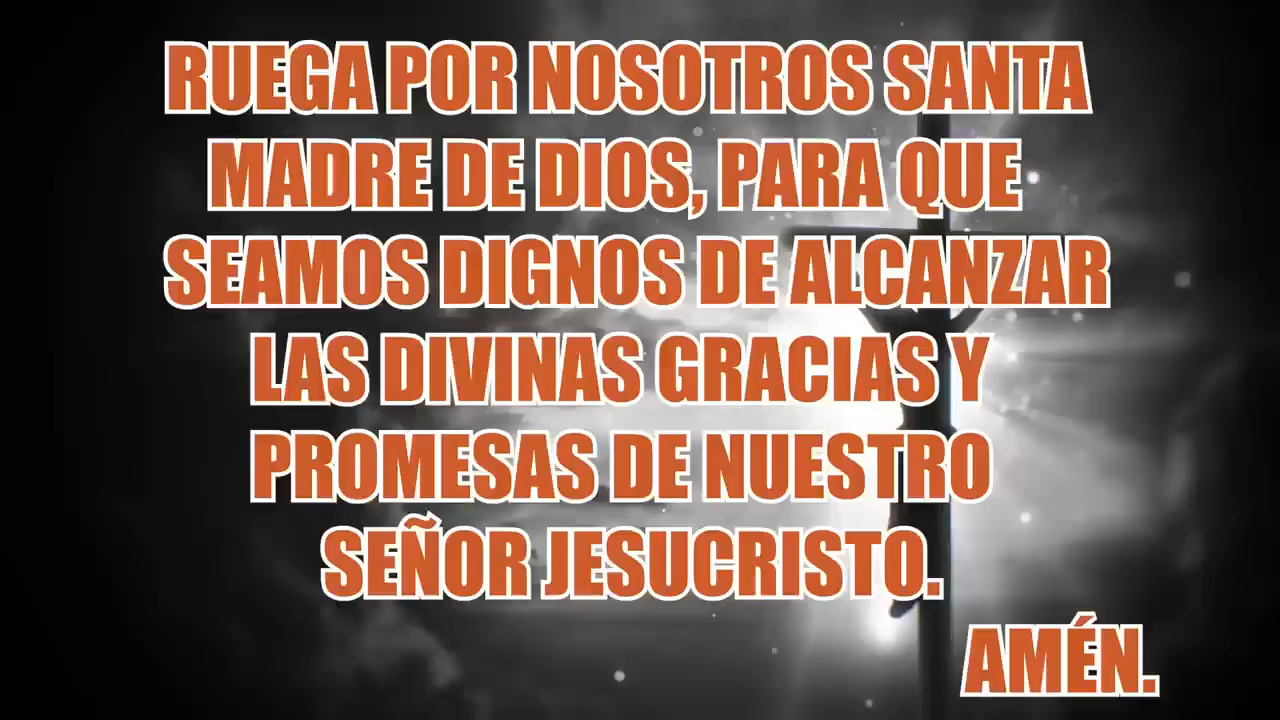 RUEGA POR NOSOTROS SANTA
MADRE DE DIOS, PARA QUE
SEAMOS DIGNOS DE ALCANZAR
LAS DIVINAS GRACIAS Y
PROMESAS DE NUESTRO
SEÑOR JESUCRISTO.
AMÉN.